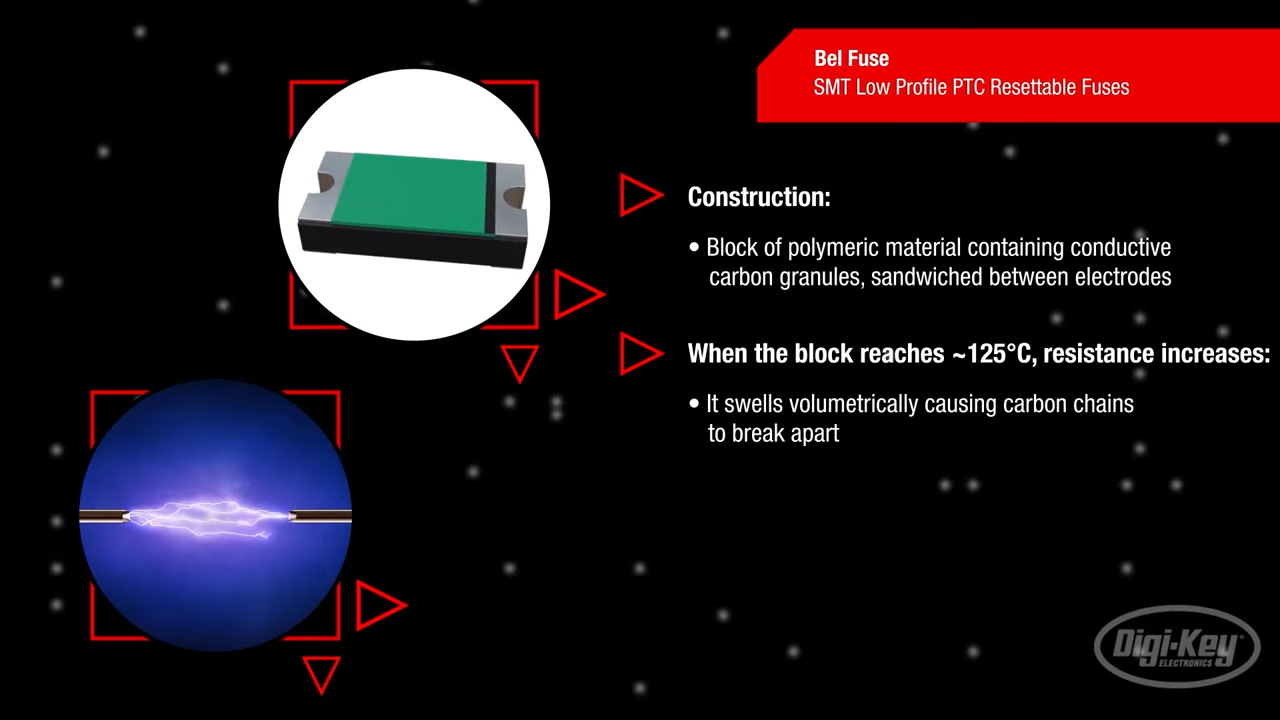 Bel Fuse
SMT Low Profile PTC Resettable Fuses
Construction:
• Block of polymeric material containing conductive
carbon granules, sandwiched between electrodes
When the block reaches ~125°C, resistance increases:
• It swells volumetrically causing carbon chains
to break apart
Digi-Key
ELECTRONICS